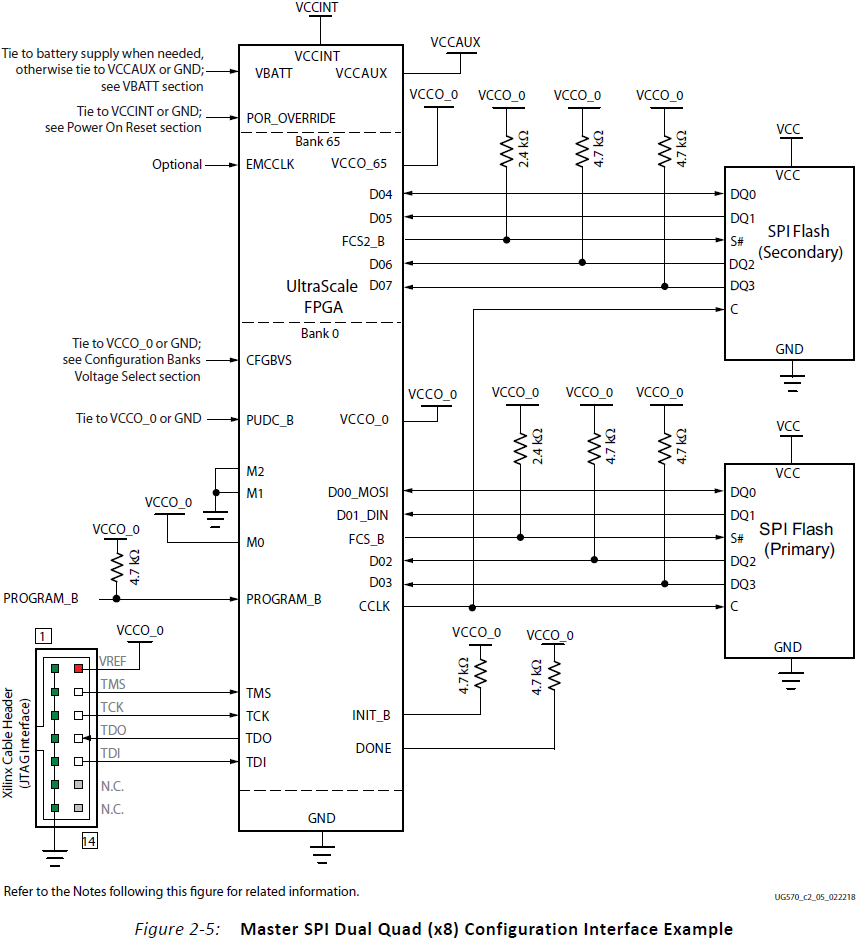 VCCINT
Tie to battery supply when needed,
otherwise tie to VCCAUX or GND;
see VBATT section
VCCINT
VBATT
VCCAUX
VCCAUX
Tie to VCCINT or GND;
see Power On Reset section
POR_OVERRIDE
VCCO_0
VCCO_0
VCCO_0
VCCO_0
VCC
Bank 65
Optional
EMCCLK
VCCO_65
2.4 kΩ
4.7 kΩ
4.7 kΩ
VCC
D04
DQ0
D05
DQ1
FCS2_B
S#
D06
DQ2
D07
DQ3
C
SPI Flash
(Secondary)
GND
UltraScale
FPGA
Bank 0
Tie to VCCO_0 or GND;
see Configuration Banks
Voltage Select section
CFGBVS
Tie to VCCO_0 or GND
PUDC_B
VCCO_0
VCCO_0
VCCO_0
VCCO_0
VCCO_0
VCC
2.4 kΩ
4.7 kΩ
4.7 kΩ
VCC
M2
M1
M0
VCCO_0
VCCO_0
4.7 kΩ
PROGRAM_B
PROGRAM_B
D00_MOSI
DQ0
D01_DIN
DQ1
FCS_B
S#
D02
DQ2
D03
DQ3
CCLK
C
SPI Flash
(Primary)
GND
VCCO_0
VCCO_0
4.7 kΩ
4.7 kΩ
INIT_B
DONE
1
VCCO_0
VREF
TMS
TMS
TCK
TCK
TDO
TDO
TDI
TDI
N.C.
N.C.
14
Xilinx Cable Header
(JTAG Interface)
GND
Refer to the Notes following this figure for related information.
UG570_c2_05_022218
Figure 2-5: Master SPI Dual Quad (x8) Configuration Interface Example